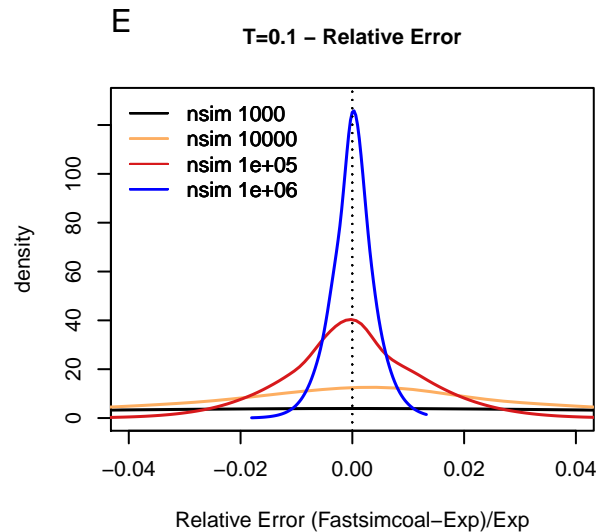 E
T=0.1 − Relative Error
nsim 1000
nsim 10000
nsim 1e+05
nsim 1e+06
density
0
20
40
60
80
100
−0.04
−0.02
0.00
0.02
0.04
Relative Error (Fastsimcoal−Exp)/Exp